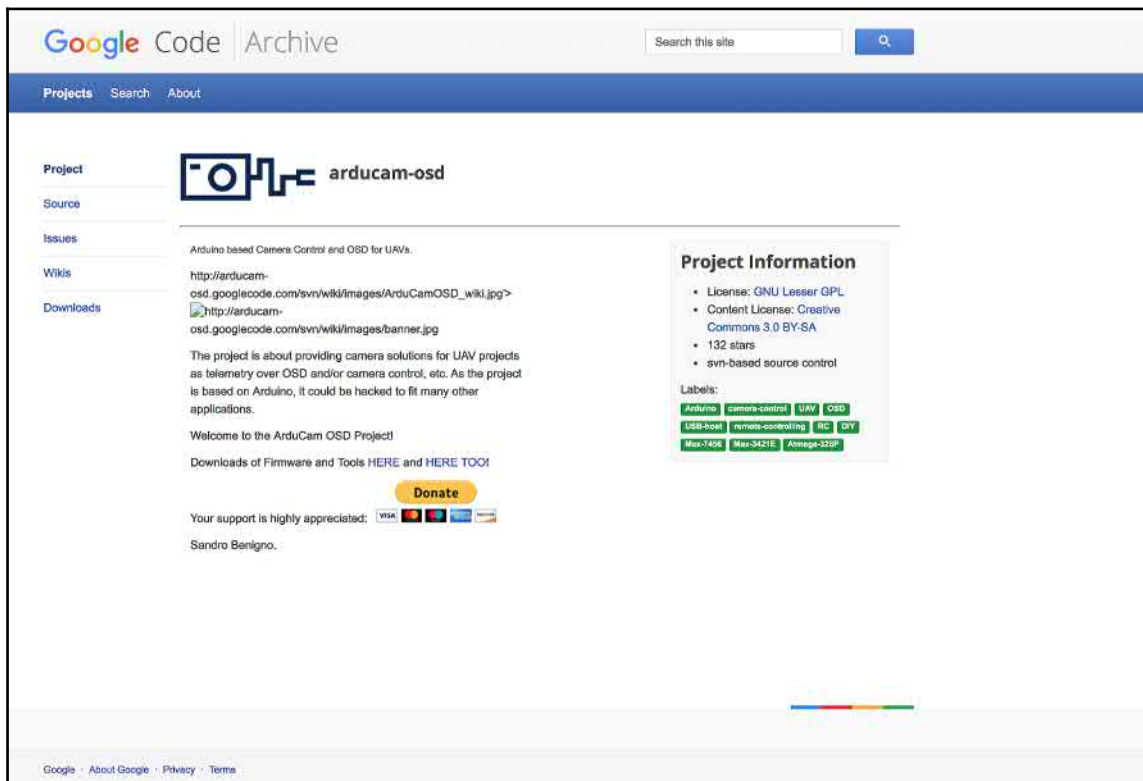 Google Code Archive
Search this site
Projects Search About
Project
Source
Issues
Wikis
Downloads
arducam-osd
Arduino based Camera Control and OSD for UAVs.
http://arducam-
osd.googlecode.com/svn/wiki/images/ArduCamOSD_wiki.jpg'>
http://arducam-
osd.googlecode.com/svn/wiki/images/banner.jpg
The project is about providing camera solutions for UAV projects
as telemetry over OSD and/or camera control, etc. As the project
is based on Arduino, it could be hacked to fit many other
applications.
Welcome to the ArduCam OSD Project!
Downloads of Firmware and Tools HERE and HERE TOO!
Donate
Your support is highly appreciated: VISA
Sandro Benigno.
Project Information
• License: GNU Lesser GPL
• Content License: Creative
Commons 3.0 BY-SA
• 132 stars
• svn-based source control
Labels:
Arduino camera-control UAV OSD
USB-host remote-controlling RC DIY
Max-7456 Max-3421E Atmega-328P
Google · About Google · Privacy · Terms